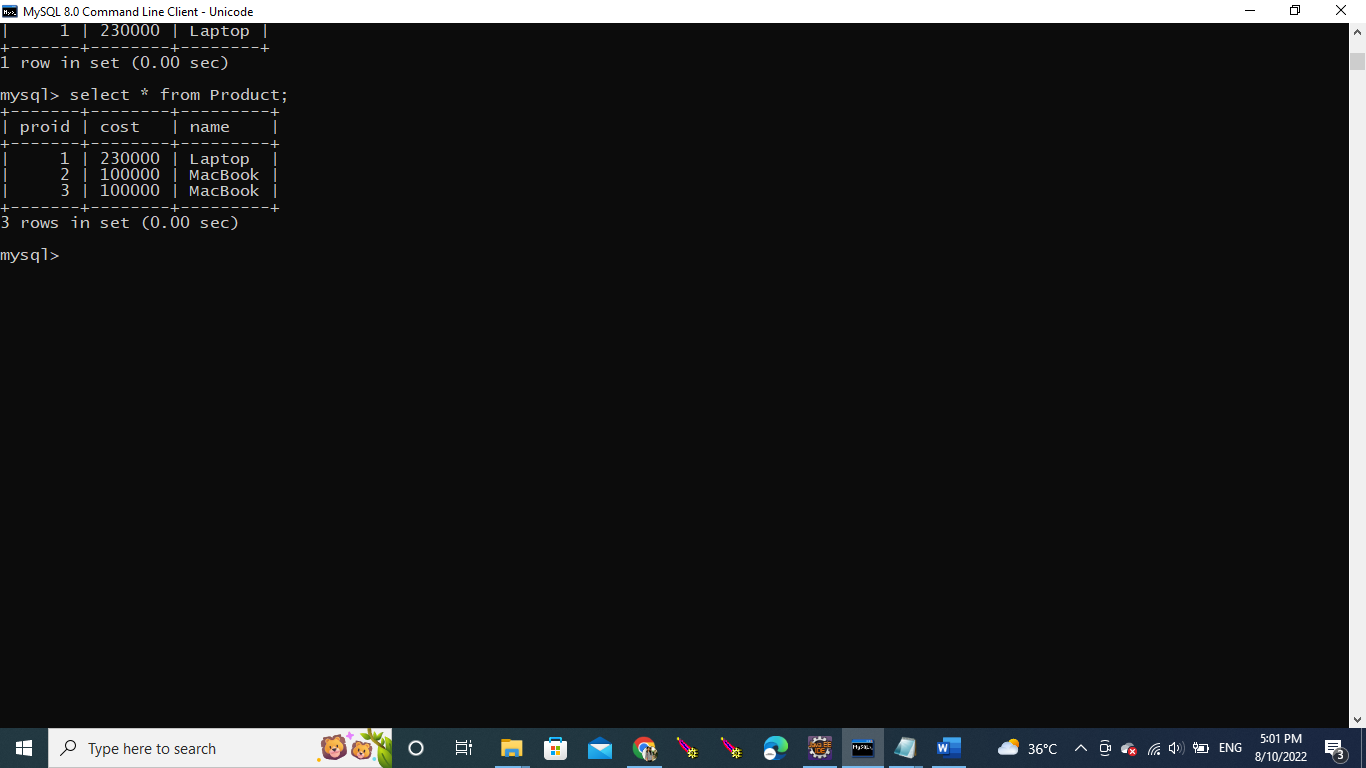 MySQL 8.0 Command Line Client - Unicode
|     1 | 230000 | Laptop |
+-------+--------+--------+
1 row in set (0.00 sec)
mysql> select * from Product;
+-------+--------+---------+
| proid | cost   | name    |
+-------+--------+---------+
|     1 | 230000 | Laptop  |
|     2 | 100000 | MacBook |
|     3 | 100000 | MacBook |
+-------+--------+---------+
3 rows in set (0.00 sec)
mysql>
Type here to search
36°C
ENG
5:01 PM
8/10/2022
3